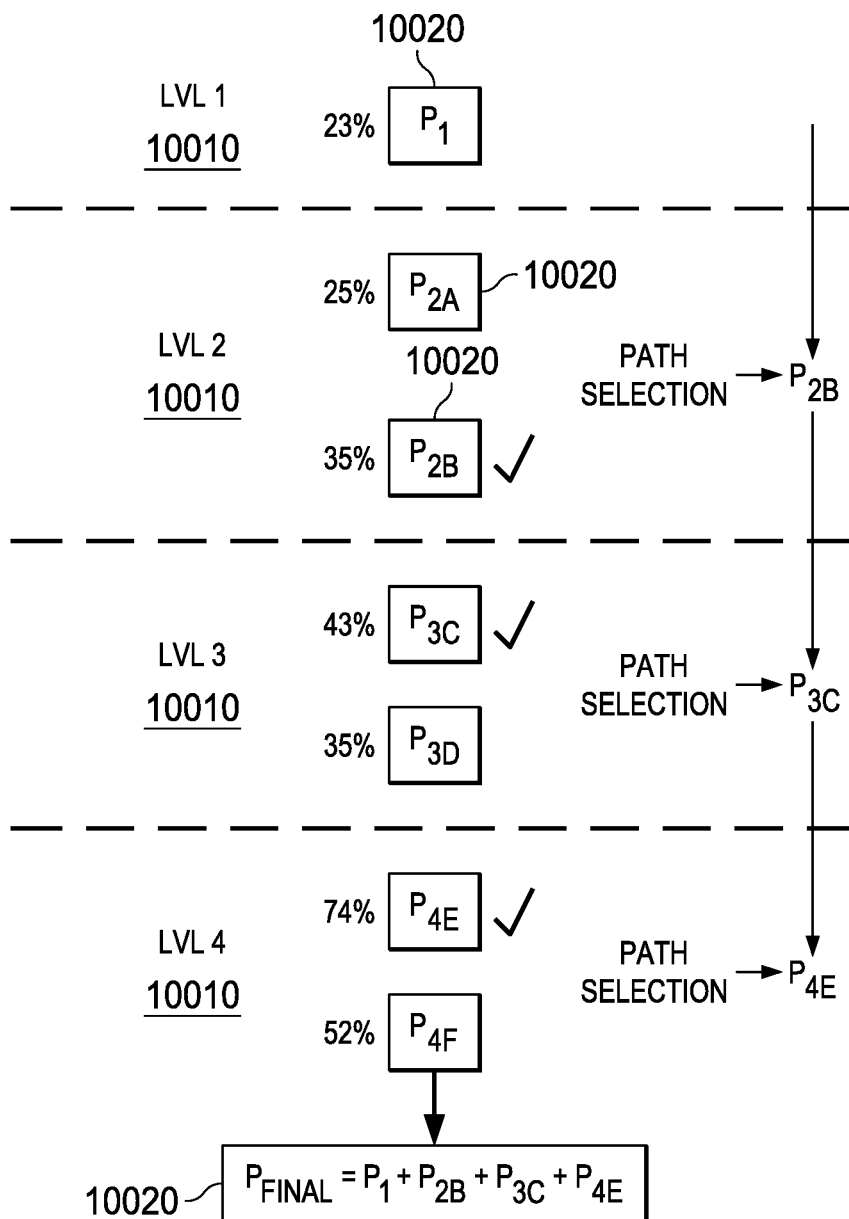 10020
LVL 1
10010
23% P1
25% P2A 10020
LVL 2
10010
10020
35% P2B ✓
PATH SELECTION
P2B
43% P3C ✓
LVL 3
10010
35% P3D
PATH SELECTION
P3C
74% P4E ✓
LVL 4
10010
52% P4F
PATH SELECTION
P4E
PFINAL = P1 + P2B + P3C + P4E
10020